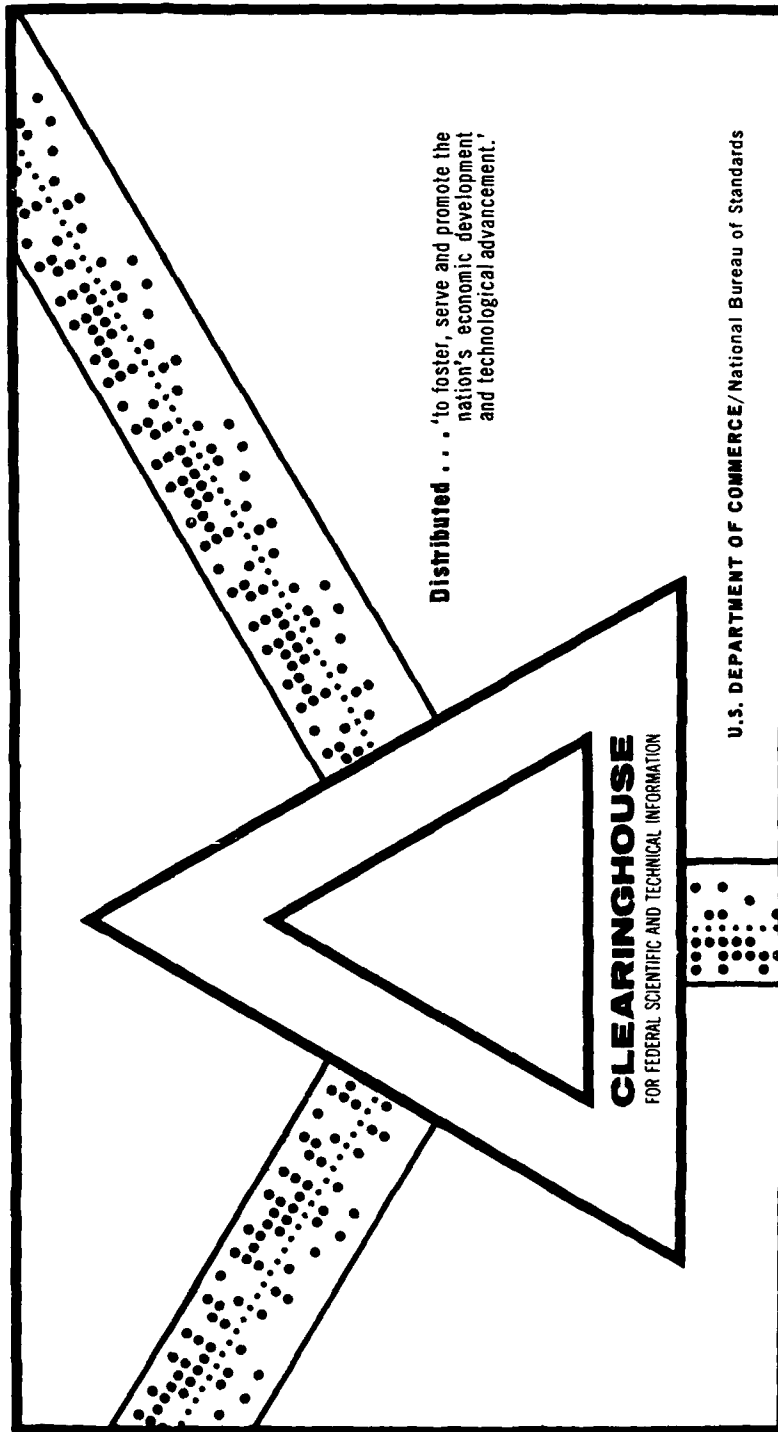 Distributed . . . 'to foster, serve and promote the
nation's economic development
and technological advancement.'
CLEARINGHOUSE
FOR FEDERAL SCIENTIFIC AND TECHNICAL INFORMATION
U.S. DEPARTMENT OF COMMERCE/National Bureau of Standards